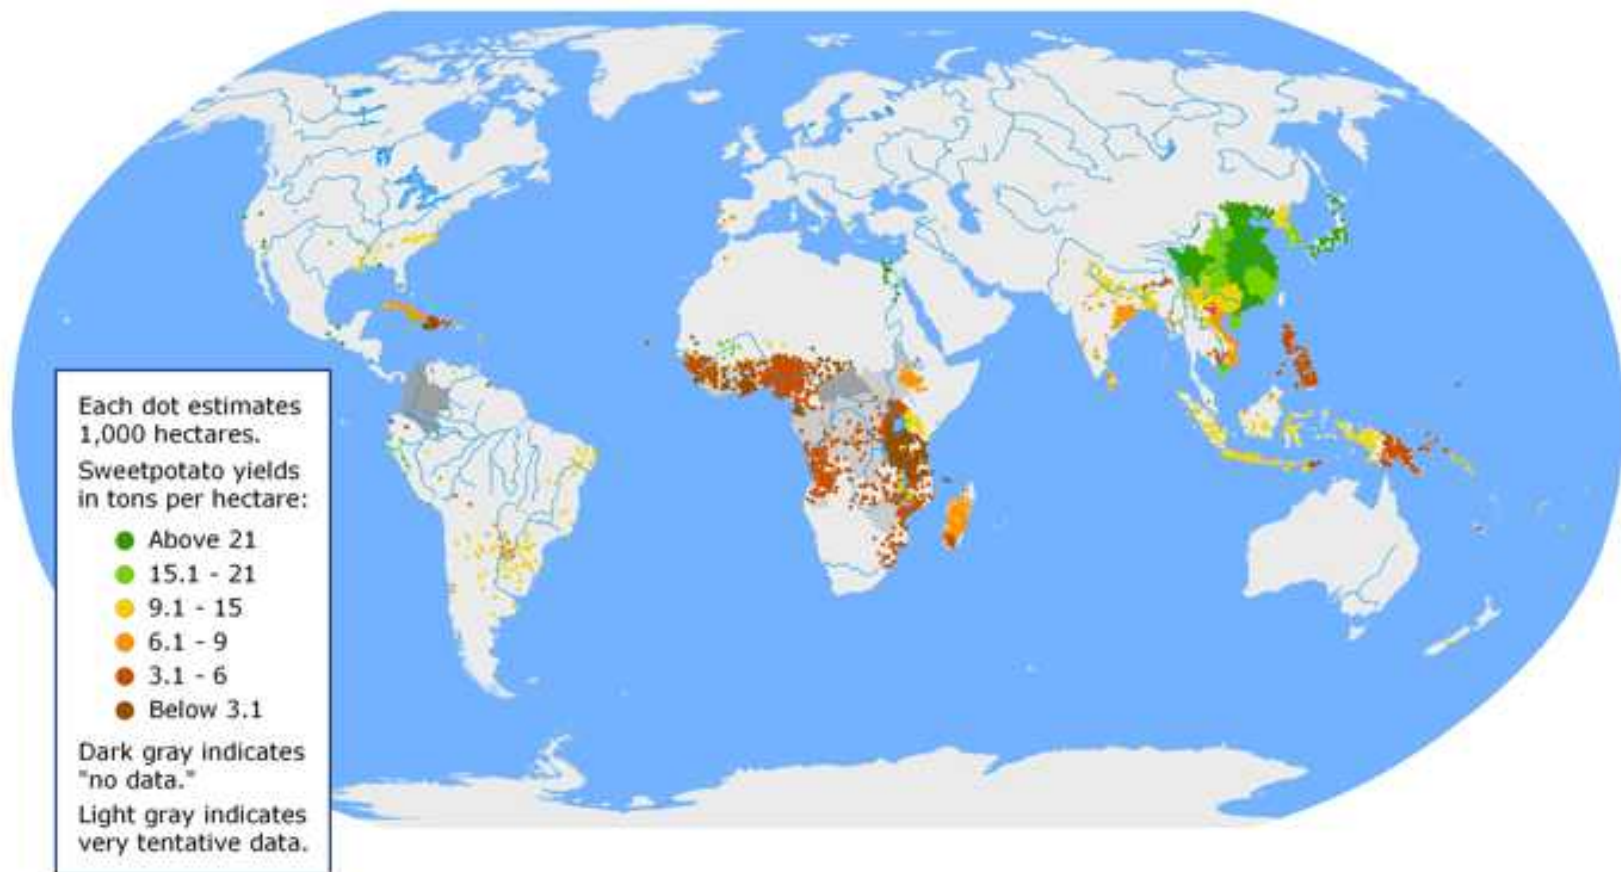 Each dot estimates
1,000 hectares.
Sweetpotato yields
in tons per hectare:
Above 21
15.1 - 21
9.1 - 15
6.1 - 9
3.1 - 6
Below 3.1
Dark gray indicates
"no data."
Light gray indicates
very tentative data.